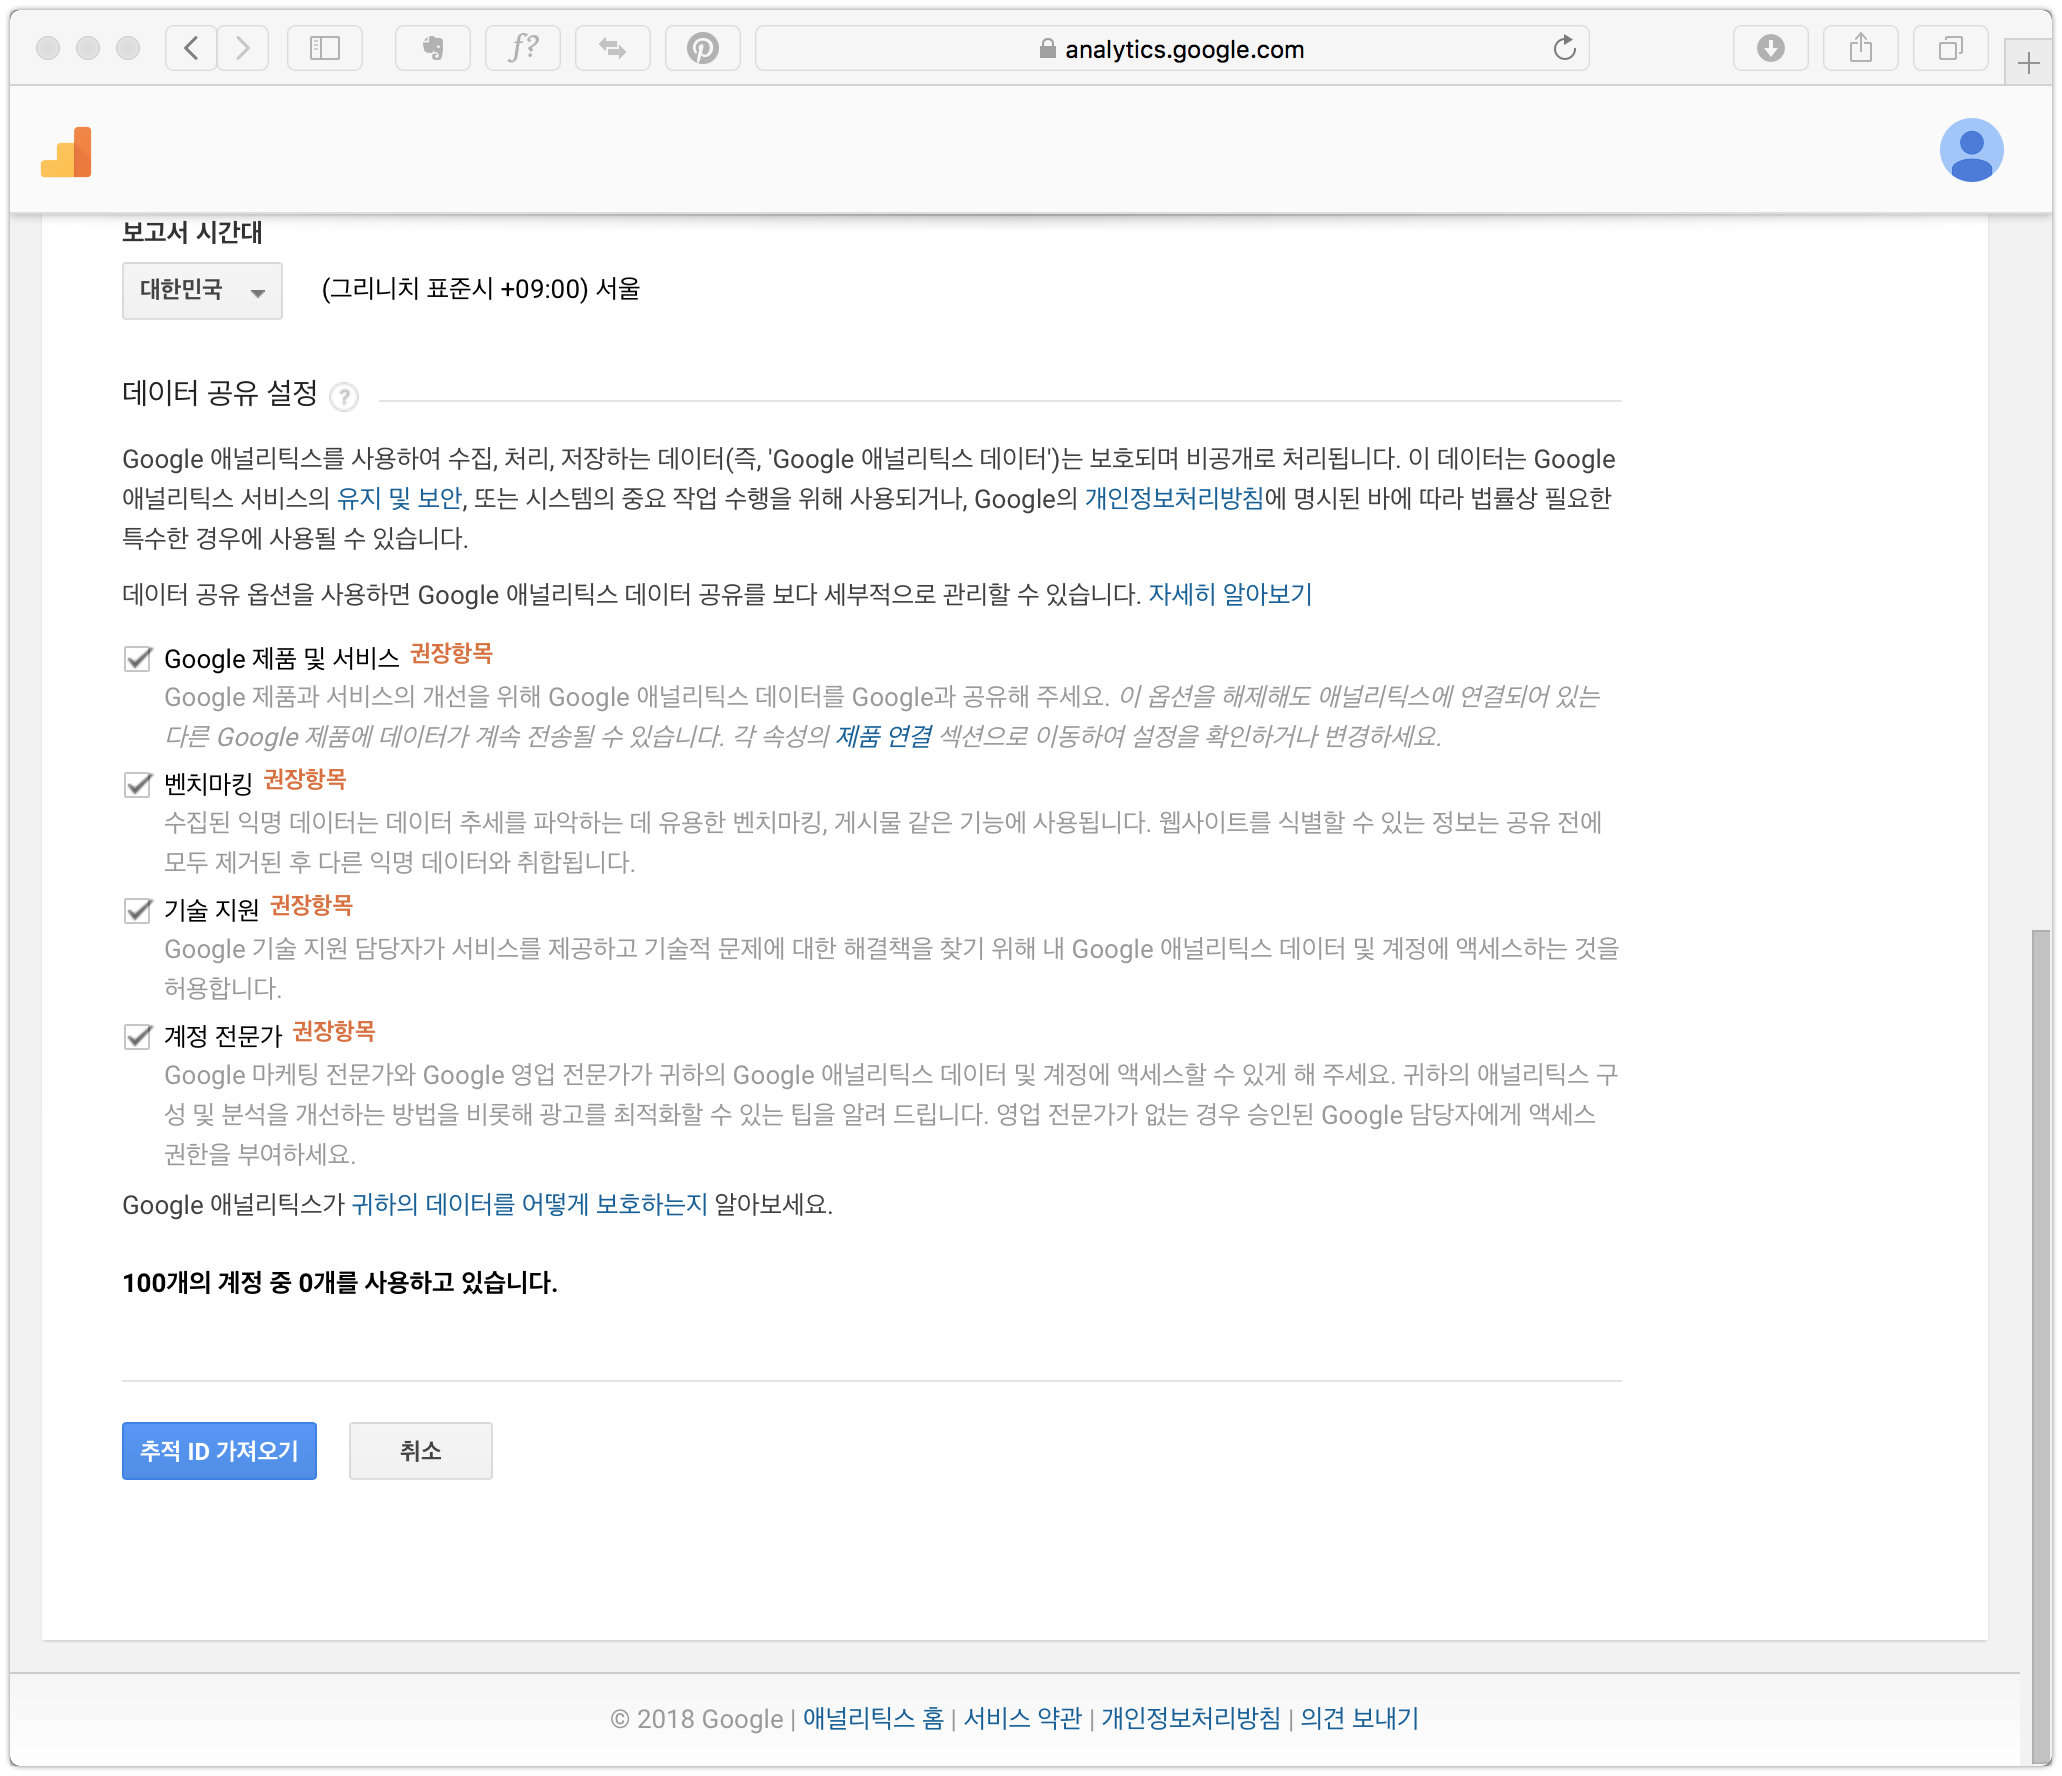 f?
analytics.google.com
보고서 시간대
대한민국
(그리니치 표준시 +09:00) 서울
데이터 공유 설정 ?
Google 애널리틱스를 사용하여 수집, 처리, 저장하는 데이터(즉, 'Google 애널리틱스 데이터')는 보호되며 비공개로 처리됩니다. 이 데이터는 Google
애널리틱스 서비스의 유지 및 보안, 또는 시스템의 중요 작업 수행을 위해 사용되거나, Google의 개인정보처리방침에 명시된 바에 따라 법률상 필요한
특수한 경우에 사용될 수 있습니다.
데이터 공유 옵션을 사용하면 Google 애널리틱스 데이터 공유를 보다 세부적으로 관리할 수 있습니다. 자세히 알아보기
Google 제품 및 서비스 권장항목
Google 제품과 서비스의 개선을 위해 Google 애널리틱스 데이터를 Google과 공유해 주세요. 이 옵션을 해제해도 애널리틱스에 연결되어 있는
다른 Google 제품에 데이터가 계속 전송될 수 있습니다. 각 속성의 제품 연결 섹션으로 이동하여 설정을 확인하거나 변경하세요.
벤치마킹 권장항목
수집된 익명 데이터는 데이터 추세를 파악하는 데 유용한 벤치마킹, 게시물 같은 기능에 사용됩니다. 웹사이트를 식별할 수 있는 정보는 공유 전에
모두 제거된 후 다른 익명 데이터와 취합됩니다.
기술 지원 권장항목
Google 기술 지원 담당자가 서비스를 제공하고 기술적 문제에 대한 해결책을 찾기 위해 내 Google 애널리틱스 데이터 및 계정에 액세스하는 것을
허용합니다.
계정 전문가 권장항목
Google 마케팅 전문가와 Google 영업 전문가가 귀하의 Google 애널리틱스 데이터 및 계정에 액세스할 수 있게 해 주세요. 귀하의 애널리틱스 구
성 및 분석을 개선하는 방법을 비롯해 광고를 최적화할 수 있는 팁을 알려 드립니다. 영업 전문가가 없는 경우 승인된 Google 담당자에게 액세스
권한을 부여하세요.
Google 애널리틱스가 귀하의 데이터를 어떻게 보호하는지 알아보세요.
100개의 계정 중 0개를 사용하고 있습니다.
추적 ID 가져오기
취소
© 2018 Google | 애널리틱스 홈 | 서비스 약관 | 개인정보처리방침 | 의견 보내기